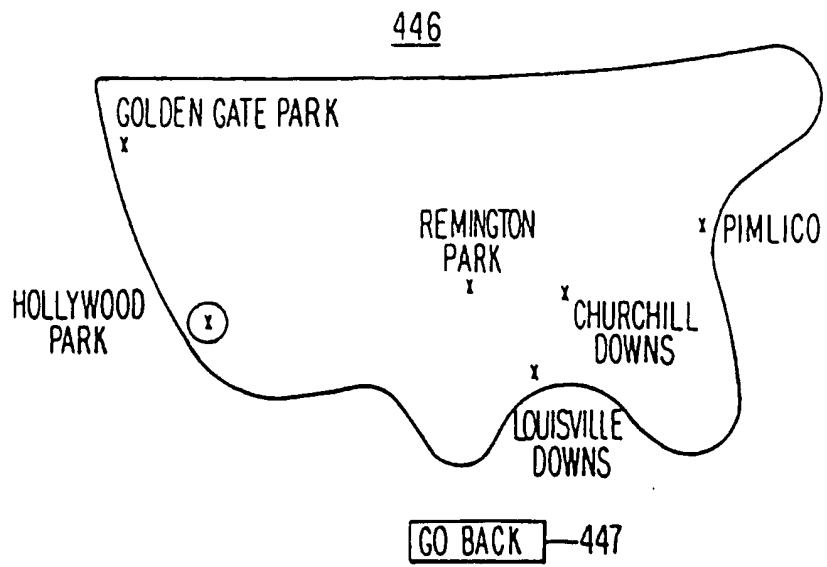 446
GOLDEN GATE PARK
REMINGTON
PARK
PIMLICO
HOLLYWOOD
PARK
CHURCHILL
DOWNS
LOUISVILLE
DOWNS
GO BACK
447